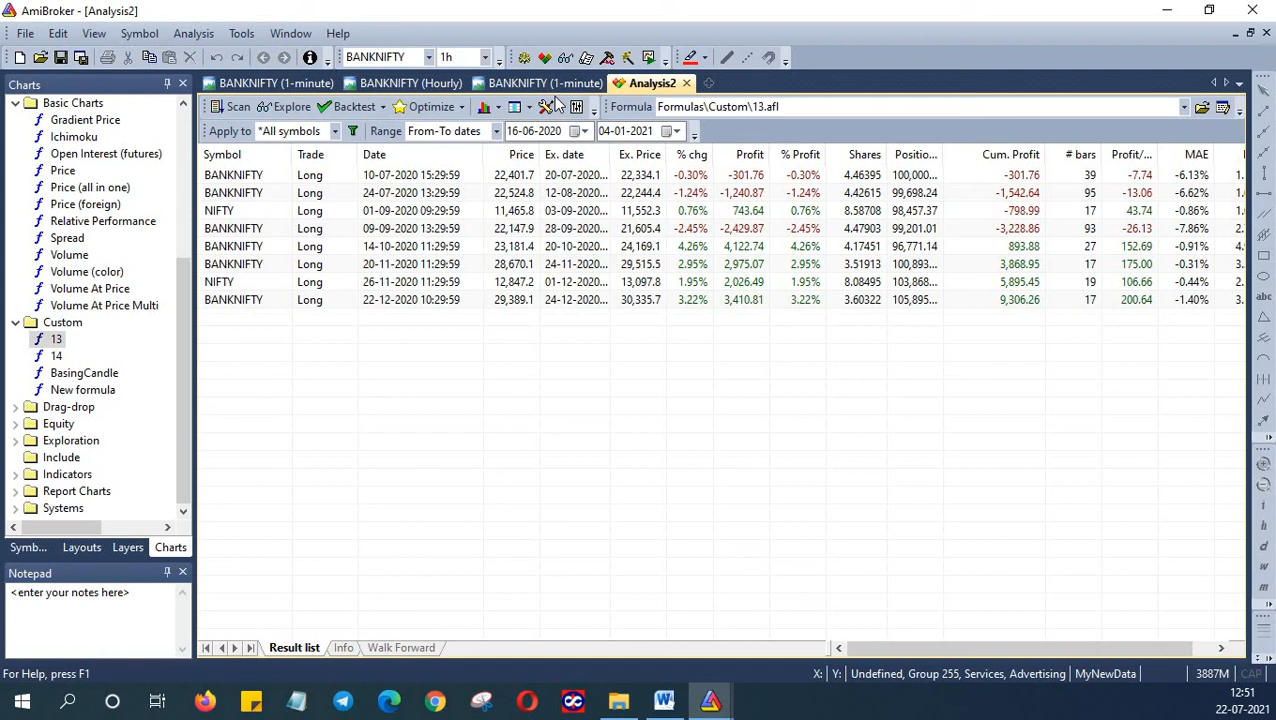 AmiBroker - [Analysis2]
File Edit View Symbol Analysis Tools Window Help
BANKNIFTY 1h
Charts
BANKNIFTY (1-minute) BANKNIFTY (Hourly) BANKNIFTY (1-minute) Analysis2
Scan Explore Backtest Optimize Formula Formulas\Custom\13.afl
Apply to *All symbols Range From-To dates 16-06-2020 04-01-2021
Symbol Trade Date Price Ex. date Ex. Price % chg Profit % Profit Shares Positio... Cum. Profit # bars Profit/... MAE
BANKNIFTY Long 10-07-2020 15:29:59 22,401.7 20-07-2020... 22,334.1 -0.30% -301.76 -0.30% 4.46395 100,000... -301.76 39 -7.74 -6.13%
BANKNIFTY Long 24-07-2020 13:29:59 22,524.8 12-08-2020... 22,244.4 -1.24% -1,240.87 -1.24% 4.42615 99,698.24 -1,542.64 95 -13.06 -6.62%
NIFTY Long 01-09-2020 09:29:59 11,465.8 03-09-2020... 11,552.3 0.76% 743.64 0.76% 8.58708 98,457.37 -798.99 17 43.74 -0.86%
BANKNIFTY Long 09-09-2020 13:29:59 22,147.9 28-09-2020... 21,605.4 -2.45% -2,429.87 -2.45% 4.47903 99,201.01 -3,228.86 93 -26.13 -7.86%
BANKNIFTY Long 14-10-2020 11:29:59 23,181.4 20-10-2020... 24,169.1 4.26% 4,122.74 4.26% 4.17451 96,771.14 893.88 27 152.69 -0.91%
BANKNIFTY Long 20-11-2020 11:29:59 28,670.1 24-11-2020... 29,515.5 2.95% 2,975.07 2.95% 3.51913 100,893... 3,868.95 17 175.00 -0.31%
NIFTY Long 26-11-2020 11:29:59 12,847.2 01-12-2020... 13,097.8 1.95% 2,026.49 1.95% 8.08495 103,868... 5,895.45 19 106.66 -0.44%
BANKNIFTY Long 22-12-2020 10:29:59 29,389.1 24-12-2020... 30,335.7 3.22% 3,410.81 3.22% 3.60322 105,895... 9,306.26 17 200.64 -1.40%
Basic Charts
Gradient Price
Ichimoku
Open Interest (futures)
Price
Price (all in one)
Price (foreign)
Relative Performance
Spread
Volume
Volume (color)
Volume At Price
Volume At Price Multi
Custom
13
14
BasingCandle
New formula
Drag-drop
Equity
Exploration
Include
Indicators
Report Charts
Systems
Symb... Layouts Layers Charts
Notepad
<enter your notes here>
Result list Info Walk Forward
For Help, press F1 X: Y: Undefined, Group 255, Services, Advertising MyNewData 3887M CAP
12:51
22-07-2021